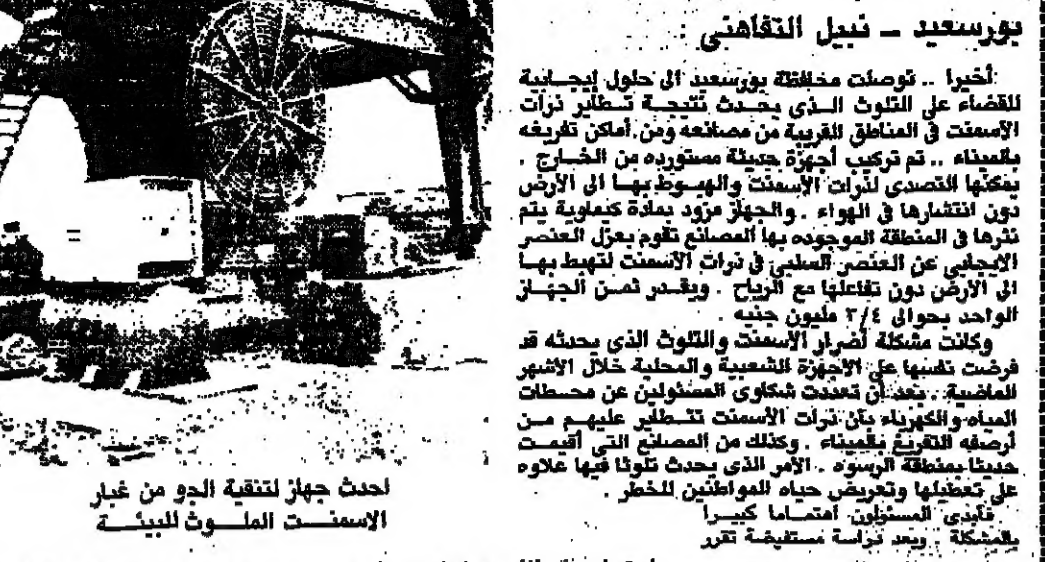 بورسعيد ــ نبيل التفاهنى :
أخيرا .. توصلت محافظة بورسعيد الى حلول إيجابية
للقضاء على التلوث الذى يحدث نتيجة تطاير ذرات
الأسمنت فى المناطق القريبة من مصانعه ومن أماكن تفريغه
بالميناء .. تم تركيب أجهزة حديثة مستورده من الخارج .
يمكنها التصدى لذرات الأسمنت والهبوط بها الى الأرض
دون انتشارها فى الهواء . والجهاز مزود بمادة كيماوية يتم
نثرها فى المنطقة الموجوده بها المصانع تقوم بعزل العنصر
الايجابى عن العنصر السلبى فى ذرات الأسمنت لتهبط بها
الى الأرض دون تفاعلها مع الرياح . ويقدر ثمن الجهاز
الواحد بحوالى ٣/٤ مليون جنيه .
وكانت مشكلة أضرار الأسمنت والتلوث الذى يحدثه قد
فرضت نفسها على الأجهزة الشعبية والمحلية خلال الأشهر
الماضية . بعد أن تعددت شكاوى المسئولين عن محطات
المياه والكهرباء بأن ذرات الأسمنت تتطاير عليهم من
أرصفه التفريغ بالميناء . وكذلك من المصانع التى أقيمت
حديثا بمنطقة الرسوه . الأمر الذى يحدث تلوثا فيها علاوه
على تعطيلها وتعريض حياه المواطنين للخطر .
فأبدى المسئولون أهتماما كبيرا
بالمشكلة . وبعد دراسة مستفيضة تقرر
أحدث جهاز لتنقية الجو من غبار
الاسمنت الملوث للبيئة